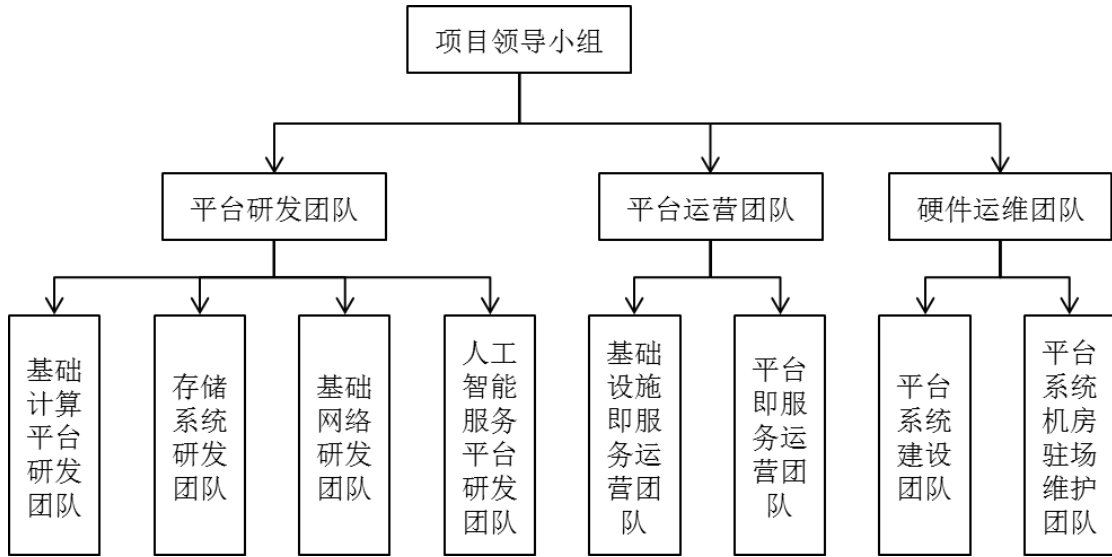 项目领导小组
平台研发团队
平台运营团队
硬件运维团队
基础
计算
平台
研发
团队
存储
系统
研发
团队
基础
网络
研发
团队
人工
智能
服务
平台
研发
团队
基础
设施
即服
务运
营团
队
平台
即服
务运
营团
队
平台
系统
建设
团队
平台
系统
机房
驻场
维护
团队